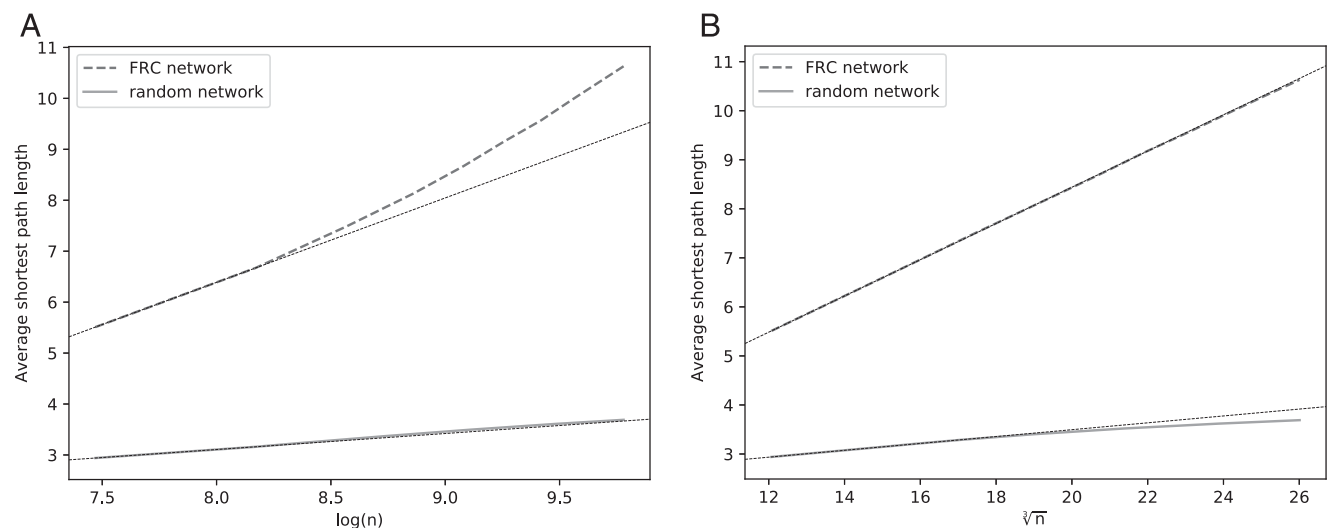 A
FRC network
random network
11
10
9
8
7
6
5
4
3
Average shortest path length
7.5 8.0 8.5 9.0 9.5
log(n)
B
FRC network
random network
11
10
9
8
7
6
5
4
3
Average shortest path length
12 14 16 18 20 22 24 26
∛n